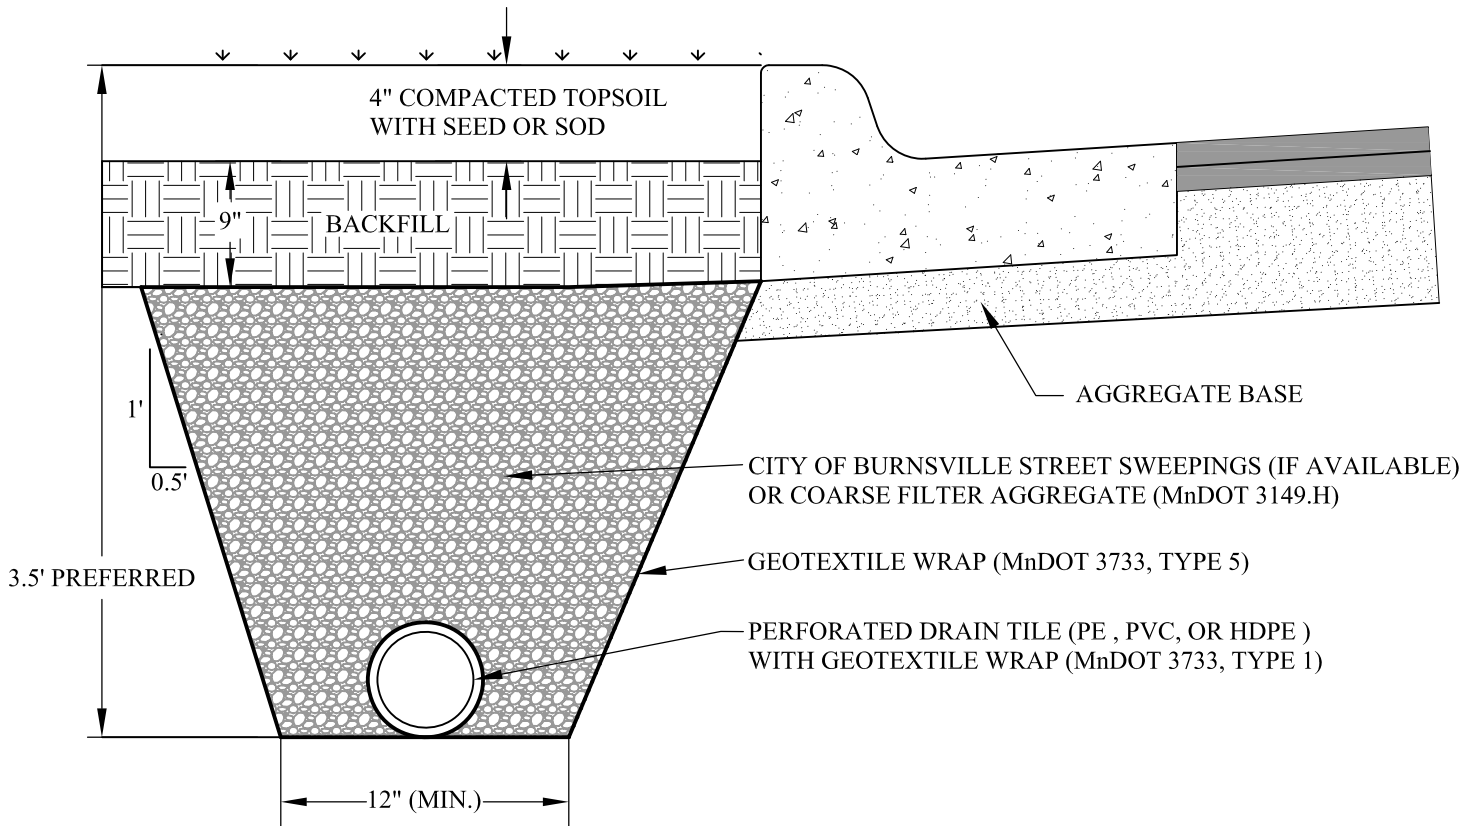 4" COMPACTED TOPSOIL
WITH SEED OR SOD
9"
BACKFILL
AGGREGATE BASE
1'
0.5'
CITY OF BURNSVILLE STREET SWEEPINGS (IF AVAILABLE)
OR COARSE FILTER AGGREGATE (MnDOT 3149.H)
GEOTEXTILE WRAP (MnDOT 3733, TYPE 5)
3.5' PREFERRED
PERFORATED DRAIN TILE (PE , PVC, OR HDPE )
WITH GEOTEXTILE WRAP (MnDOT 3733, TYPE 1)
12" (MIN.)